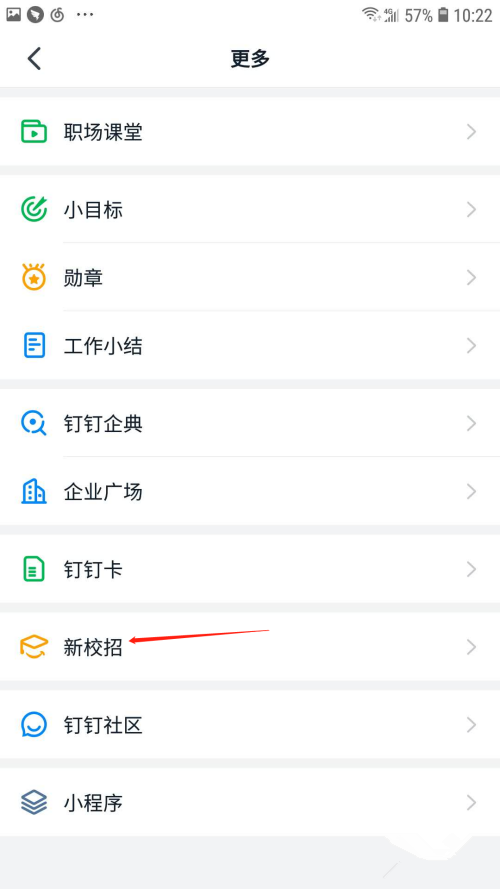 57% 10:22
更多
职场课堂
小目标
勋章
工作小结
钉钉企典
企业广场
钉钉卡
新校招
钉钉社区
小程序